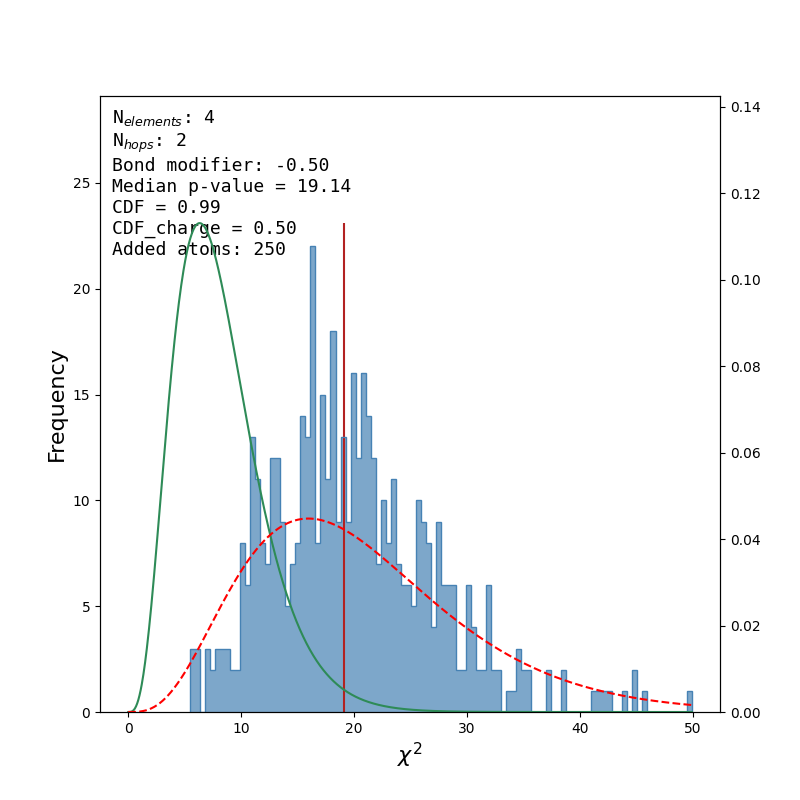 N_elements: 4
N_hops: 2
Bond modifier: -0.50
Median p-value = 19.14
CDF = 0.99
CDF_charge = 0.50
Added atoms: 250
Frequency
25
20
15
10
5
0
0.14
0.12
0.10
0.08
0.06
0.04
0.02
0.00
0 10 20 30 40 50
χ²